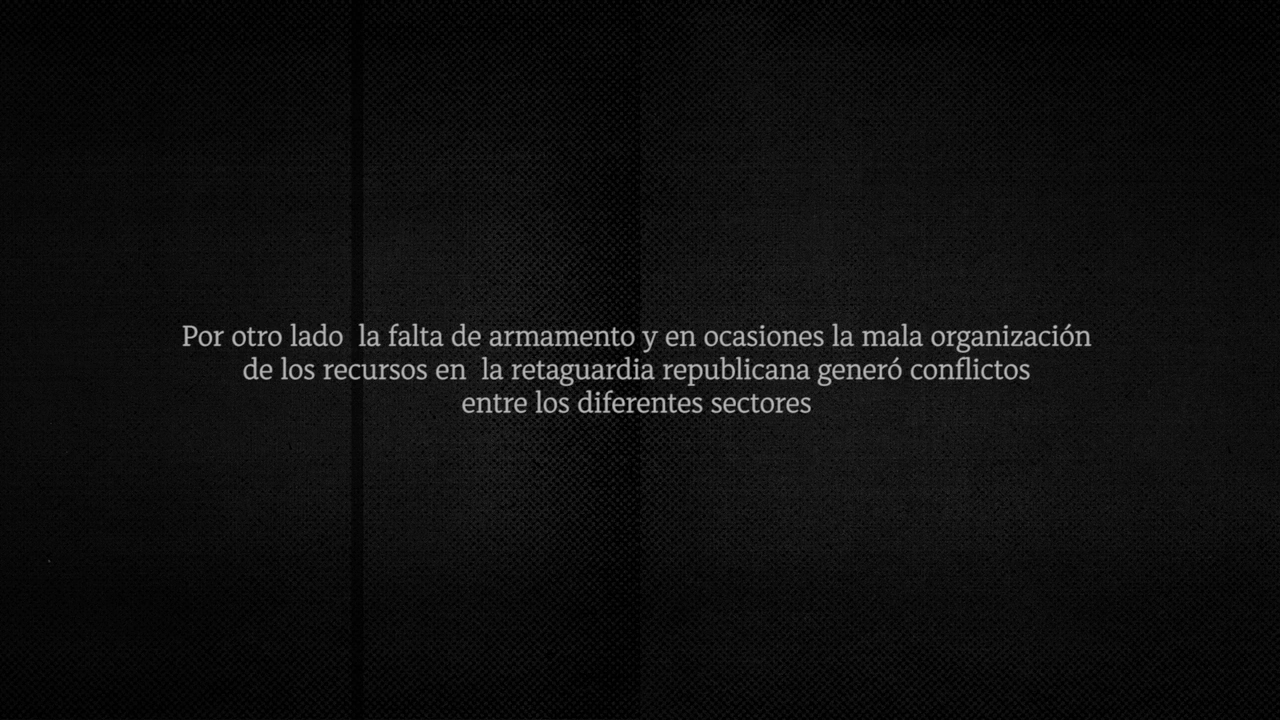 Por otro lado  la falta de armamento y en ocasiones la mala organización
de los recursos en  la retaguardia republicana generó conflictos
entre los diferentes sectores